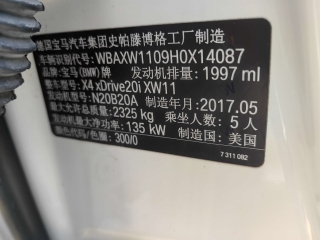 德国宝马汽车集团史帕滕博格工厂制造
车辆识别代号: WBAXW1109H0X14087
品牌: 宝马(BMW)牌 发动机排量: 1997 ml
整车型号: X4 xDrive20i XW11
发动机型号: N20B20A 制造年月: 2017.05
最大允许总质量: 2325 kg 乘坐人数: 5 人
发动机最大净功率: 135 kW 制造国: 美国
车身颜色/色圈: 300/0
7 311 082